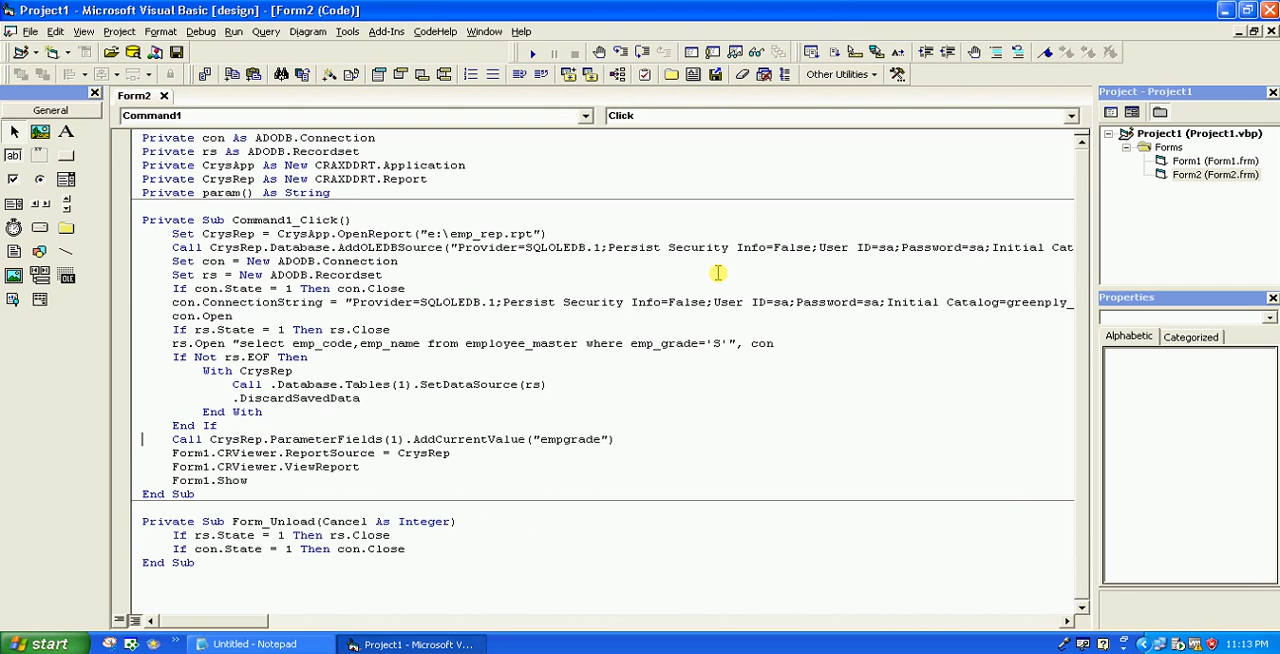 Project1 - Microsoft Visual Basic [design] - [Form2 (Code)]
File Edit View Project Format Debug Run Query Diagram Tools Add-Ins CodeHelp Window Help
Other Utilities
General
Form2
Command1
Click
Private con As ADODB.Connection
Private rs As ADODB.Recordset
Private CrysApp As New CRAXDDRT.Application
Private CrysRep As New CRAXDDRT.Report
Private param() As String
Private Sub Command1_Click()
Set CrysRep = CrysApp.OpenReport("e:\emp_rep.rpt")
Call CrysRep.Database.AddOLEDBSource("Provider=SQLOLEDB.1;Persist Security Info=False;User ID=sa;Password=sa;Initial Cat
Set con = New ADODB.Connection
Set rs = New ADODB.Recordset
If con.State = 1 Then con.Close
con.ConnectionString = "Provider=SQLOLEDB.1;Persist Security Info=False;User ID=sa;Password=sa;Initial Catalog=greenply_
con.Open
If rs.State = 1 Then rs.Close
rs.Open "select emp_code,emp_name from employee_master where emp_grade='S'", con
If Not rs.EOF Then
With CrysRep
Call .Database.Tables(1).SetDataSource(rs)
.DiscardSavedData
End With
End If
Call CrysRep.ParameterFields(1).AddCurrentValue("empgrade")
Form1.CRViewer.ReportSource = CrysRep
Form1.CRViewer.ViewReport
Form1.Show
End Sub
Private Sub Form_Unload(Cancel As Integer)
If rs.State = 1 Then rs.Close
If con.State = 1 Then con.Close
End Sub
Project - Project1
Project1 (Project1.vbp)
Forms
Form1 (Form1.frm)
Form2 (Form2.frm)
Properties
Alphabetic Categorized
start
Untitled - Notepad
Project1 - Microsoft V...
11:13 PM